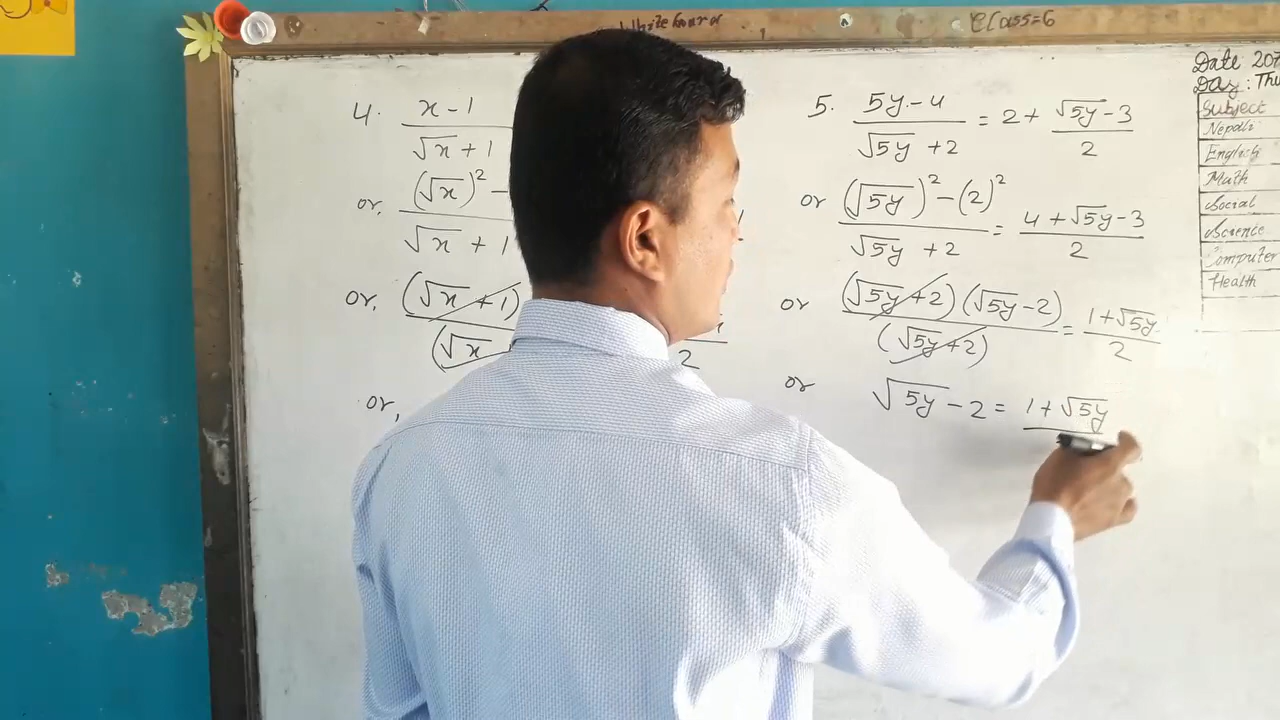 White board
Class=6
4. x-1
√x + 1
or, (√x)² -
√x + 1
or, (√x + 1)
(√x
2
or,
5. 5y-4 / √5y + 2 = 2 + √5y-3 / 2
or (√5y)² - (2)² / √5y + 2 = 4 + √5y - 3 / 2
or (√5y + 2)(√5y - 2) / (√5y + 2) = 1 + √5y / 2
or √5y - 2 = 1 + √5y
Date 20
Day: Thu
Subject
Nepali
English
Math
Social
Science
Computer
Health